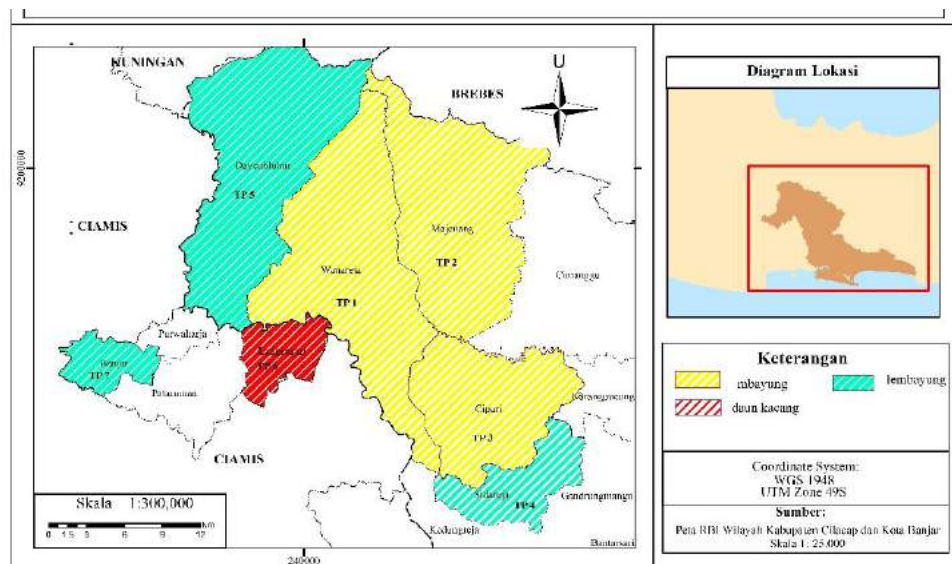 KUNINGAN
U
BREBES
9200000
Dayeuhluhur
TP 5
CIAMIS
Majenang
TP 2
Wanareja
TP 1
Cimanggu
Purwaharja
TP 7
Pataruman
Cipari
TP 3
Karangpucung
CIAMIS
Sidareja
TP 4
Gandrungmangu
Kedungreja
Bantarsari
Skala 1:300,000
0 1.5 3 6 9 12
Km
240000
Diagram Lokasi
Keterangan
mbayung
lembayung
daun kacang
Coordinate System:
WGS 1948
UTM Zone 49S
Sumber:
Peta RBI Wilayah Kabupaten Cilacap dan Kota Banjar
Skala 1: 25.000